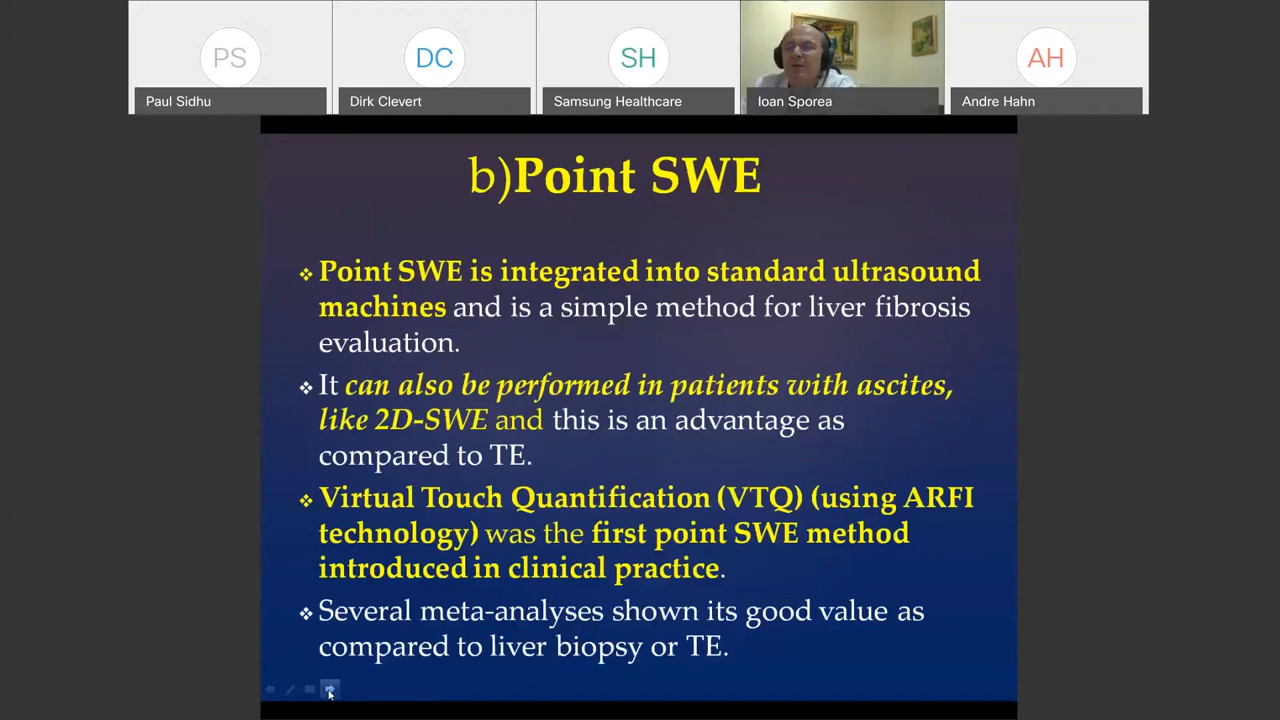 PS
DC
SH
AH
Paul Sidhu
Dirk Clevert
Samsung Healthcare
Ioan Sporea
Andre Hahn
b)Point SWE
❖ Point SWE is integrated into standard ultrasound
machines and is a simple method for liver fibrosis
evaluation.
❖ It can also be performed in patients with ascites,
like 2D-SWE and this is an advantage as
compared to TE.
❖ Virtual Touch Quantification (VTQ) (using ARFI
technology) was the first point SWE method
introduced in clinical practice.
❖ Several meta-analyses shown its good value as
compared to liver biopsy or TE.